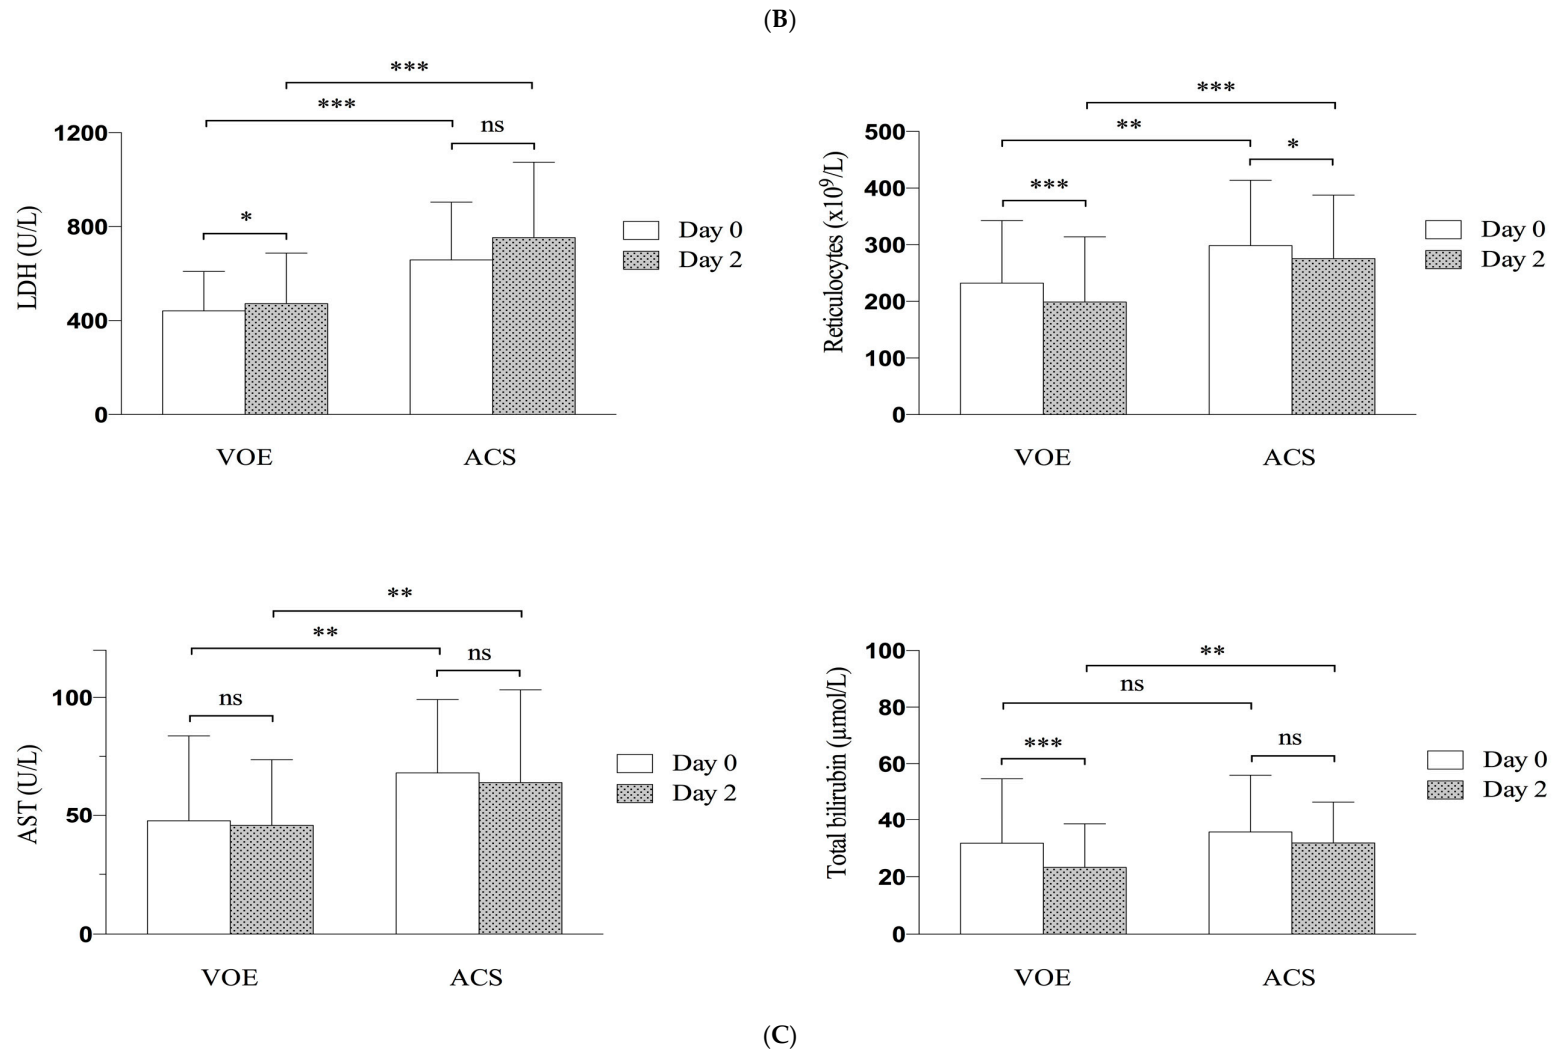 (B)
***
***
ns
*
1200
800
400
0
LDH (U/L)
VOE
ACS
Day 0
Day 2
***
**
*
***
500
400
300
200
100
0
Reticulocytes (x10⁹/L)
VOE
ACS
Day 0
Day 2
**
**
ns
ns
100
50
0
AST (U/L)
VOE
ACS
Day 0
Day 2
**
ns
***
ns
100
80
60
40
20
0
Total bilirubin (μmol/L)
VOE
ACS
Day 0
Day 2
(C)